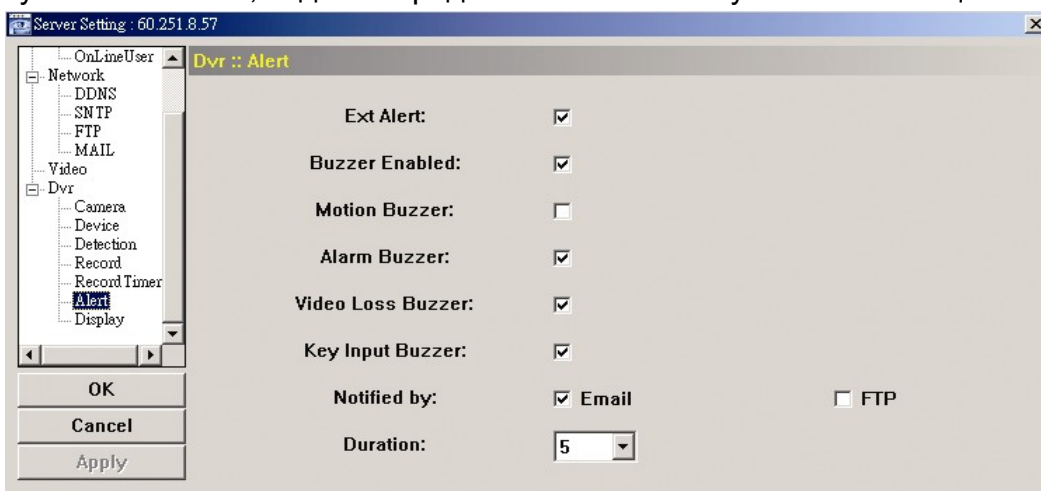 Server Setting : 60.251.8.57
OnLineUser
Network
DDNS
SNTP
FTP
MAIL
Video
Dvr
Camera
Device
Detection
Record
Record Timer
Alert
Display
OK
Cancel
Apply
Dvr :: Alert
Ext Alert:
Buzzer Enabled:
Motion Buzzer:
Alarm Buzzer:
Video Loss Buzzer:
Key Input Buzzer:
Notified by: Email FTP
Duration: 5